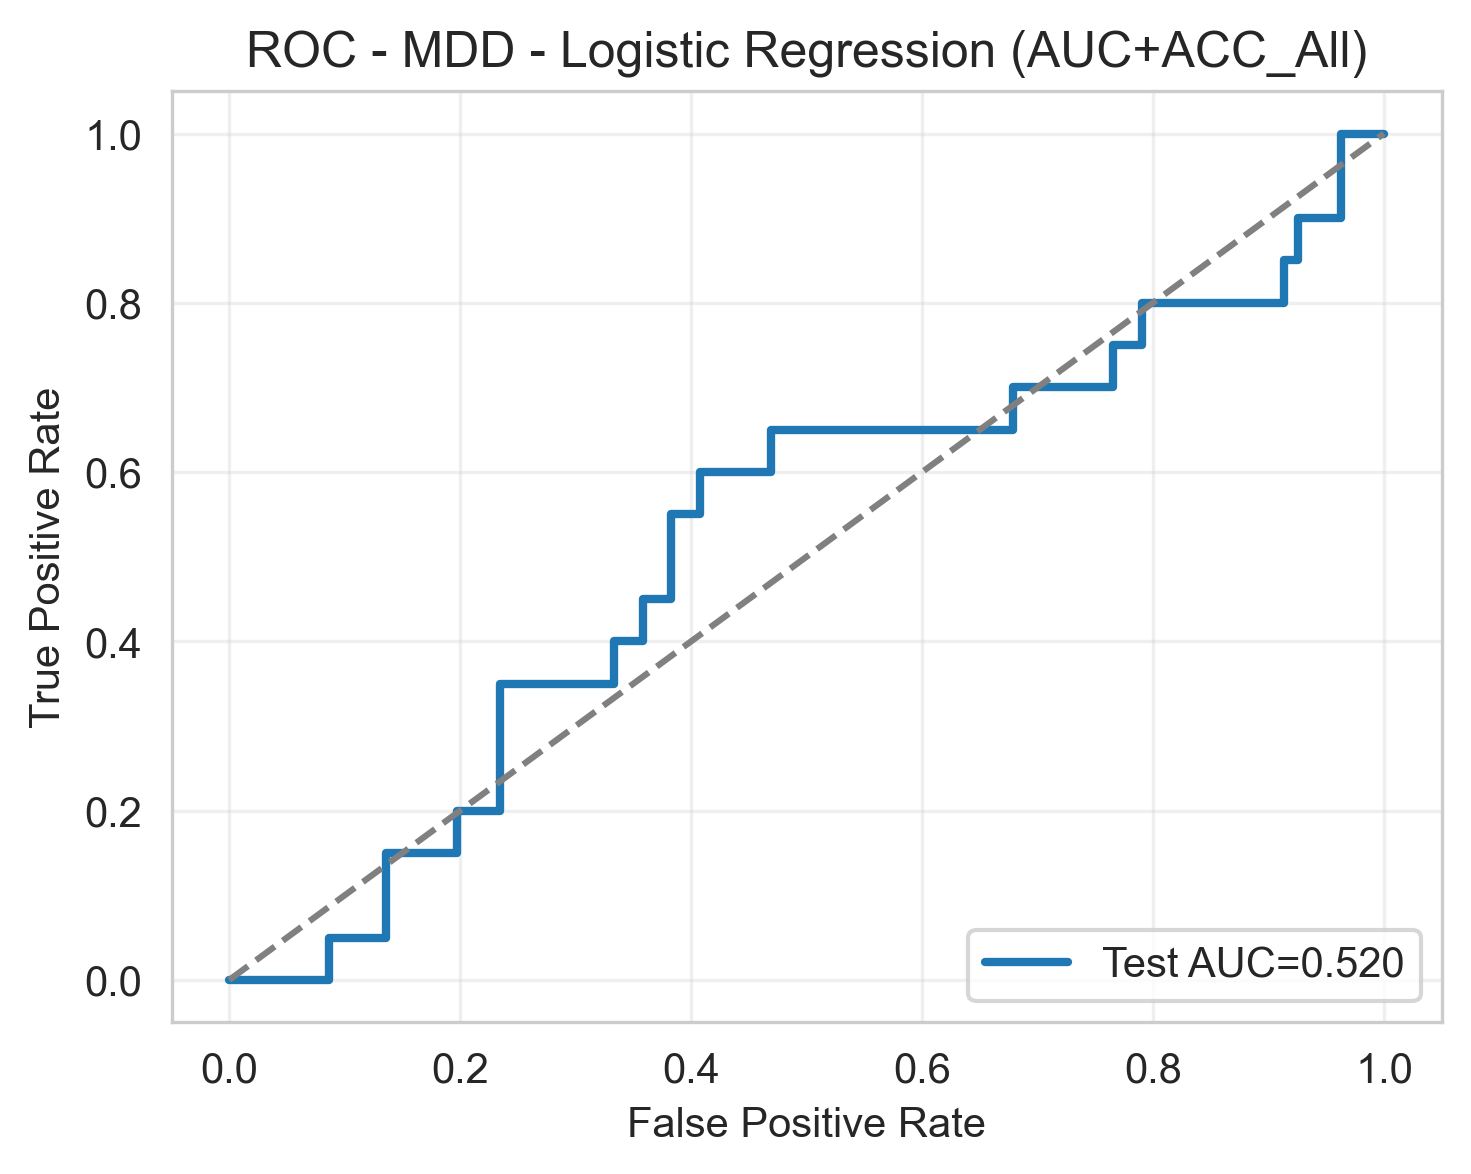 ROC - MDD - Logistic Regression (AUC+ACC_All)
True Positive Rate
1.0
0.8
0.6
0.4
0.2
0.0
Test AUC=0.520
0.0 0.2 0.4 0.6 0.8 1.0
False Positive Rate